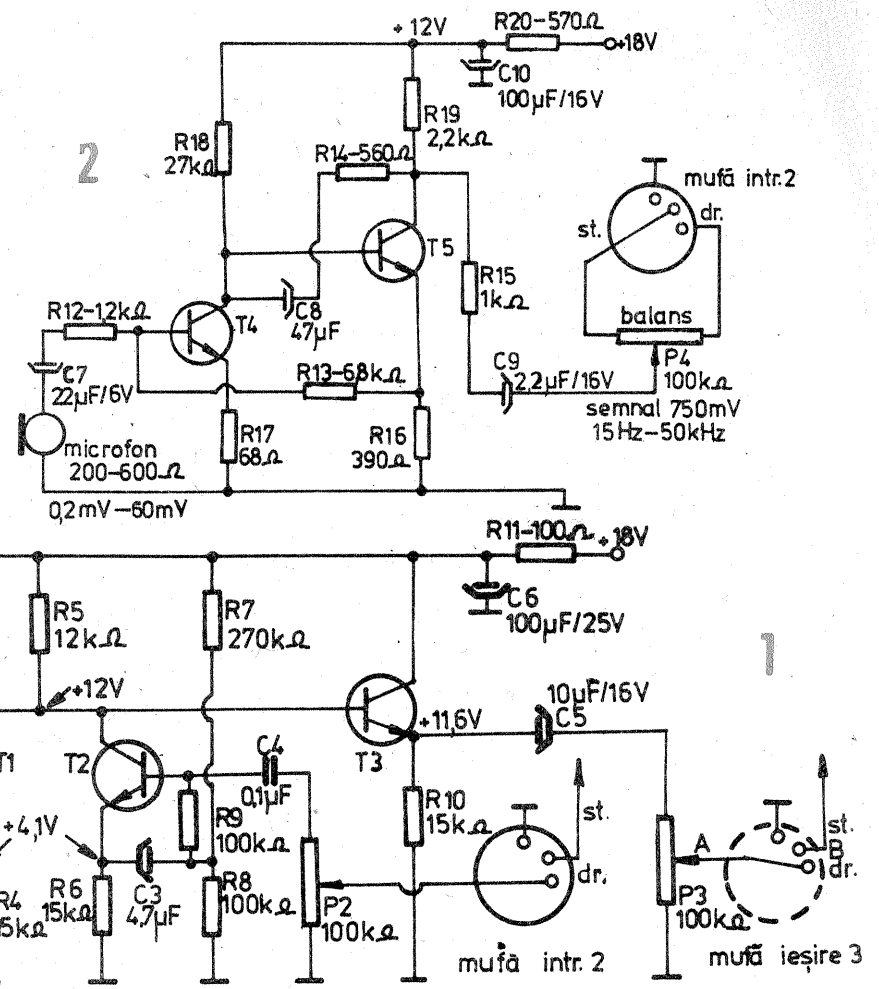 2
+12V
R20-570Ω
+18V
C10
100µF/16V
R19
2,2kΩ
R18
27kΩ
R14-560Ω
mufă intr.2
st.
dr.
T5
R15
1kΩ
R12-1,2kΩ
T4
C8
47µF
balans
P4
100kΩ
C7
22µF/6V
R13-68kΩ
C9
2,2µF/16V
semnal 750mV
15Hz-50kHz
microfon
200-600Ω
R17
68Ω
R16
390Ω
0,2mV-60mV
R11-100Ω
+18V
C6
100µF/25V
R5
12kΩ
R7
270kΩ
1
+12V
10µF/16V
C5
+11,6V
T1
T2
T3
C4
0,1µF
+4,1V
R9
100kΩ
R10
15kΩ
st.
dr.
A
st.
B
dr.
R4
15kΩ
R6
15kΩ
C3
4,7µF
R8
100kΩ
P2
100kΩ
P3
100kΩ
mufă intr. 2
mufă ieșire 3